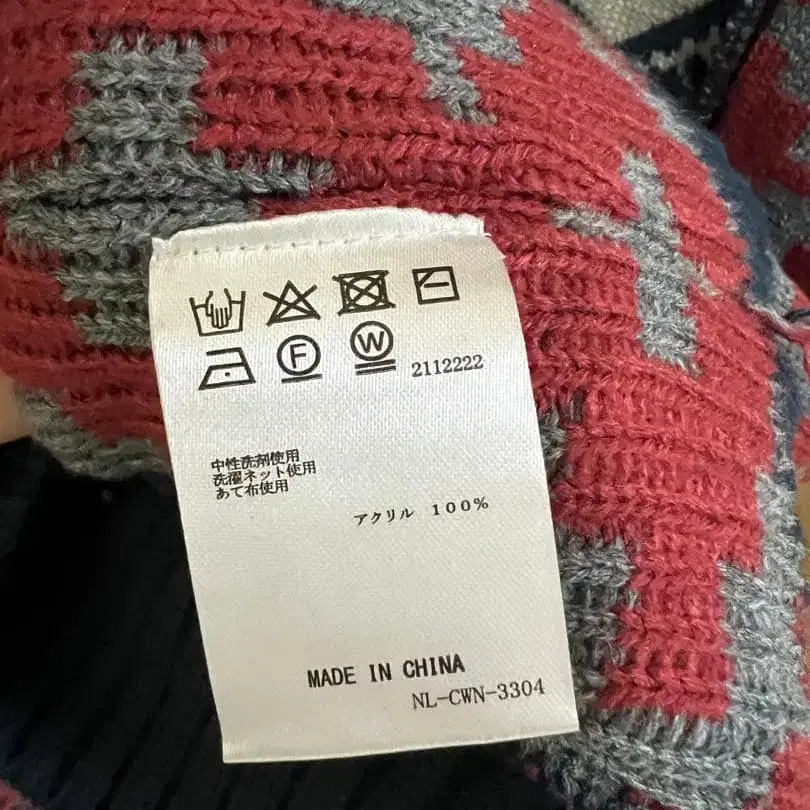 F W 2112222
中性洗剤使用
洗濯ネット使用
あて布使用
アクリル 100%
MADE IN CHINA
NL-CWN-3304